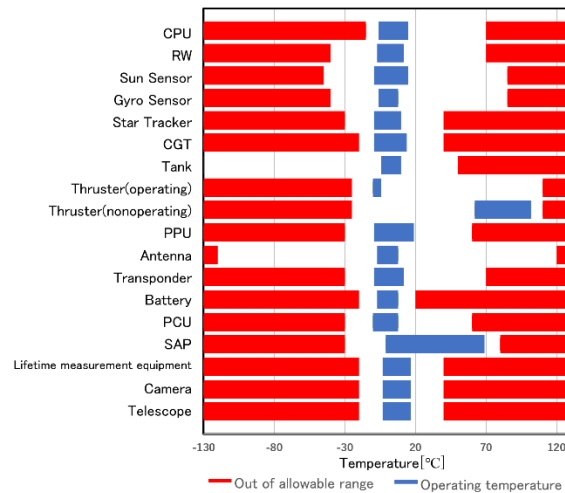 CPU
RW
Sun Sensor
Gyro Sensor
Star Tracker
CGT
Tank
Thruster(operating)
Thruster(nonoperating)
PPU
Antenna
Transponder
Battery
PCU
SAP
Lifetime measurement equipment
Camera
Telescope
-130 -80 -30 20 70 120
Temperature[℃]
Out of allowable range Operating temperature